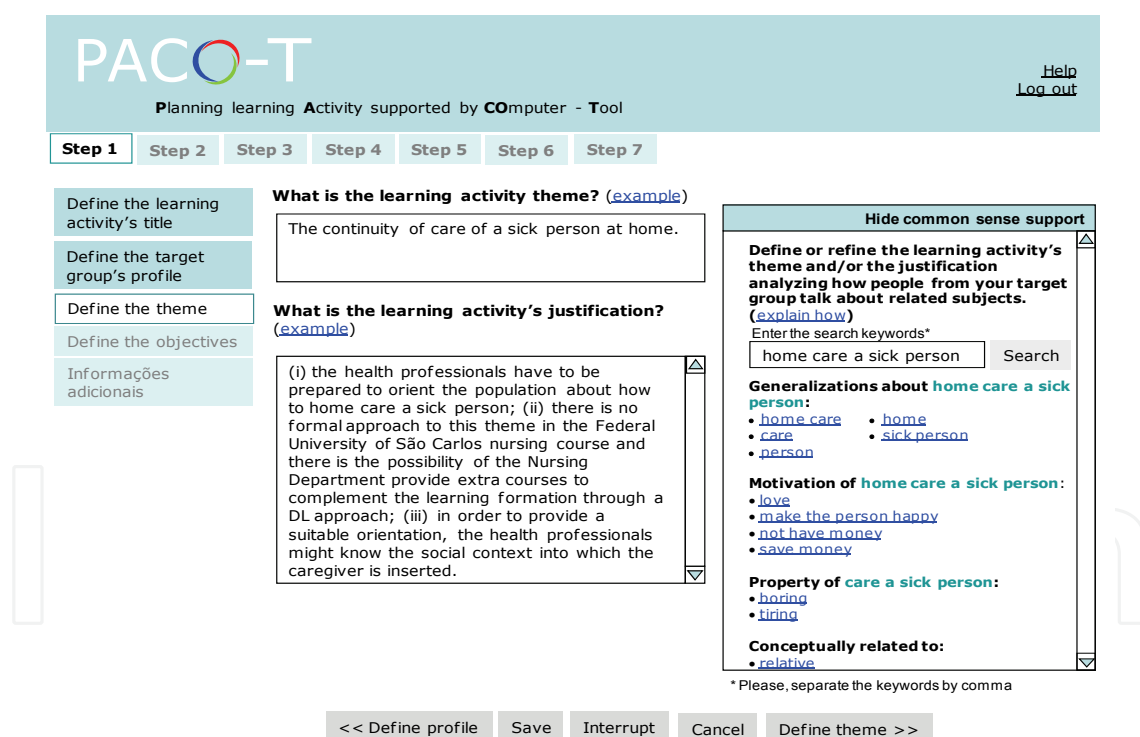 PACO-T
Planning learning Activity supported by COmputer - Tool
Help
Log out
Step 1
Step 2
Step 3
Step 4
Step 5
Step 6
Step 7
Define the learning
activity's title
Define the target
group's profile
Define the theme
Define the objectives
Informações
adicionais
What is the learning activity theme? (example)
The continuity of care of a sick person at home.
What is the learning activity's justification?
(example)
(i) the health professionals have to be
prepared to orient the population about how
to home care a sick person; (ii) there is no
formal approach to this theme in the Federal
University of São Carlos nursing course and
there is the possibility of the Nursing
Department provide extra courses to
complement the learning formation through a
DL approach; (iii) in order to provide a
suitable orientation, the health professionals
might know the social context into which the
caregiver is inserted.
Hide common sense support
Define or refine the learning activity's
theme and/or the justification
analyzing how people from your target
group talk about related subjects.
(explain how)
Enter the search keywords*
home care a sick person
Search
Generalizations about home care a sick
person:
• home care • home
• care • sick person
• person
Motivation of home care a sick person:
• love
• make the person happy
• not have money
• save money
Property of care a sick person:
• boring
• tiring
Conceptually related to:
• relative
* Please, separate the keywords by comma
<< Define profile
Save
Interrupt
Cancel
Define theme >>